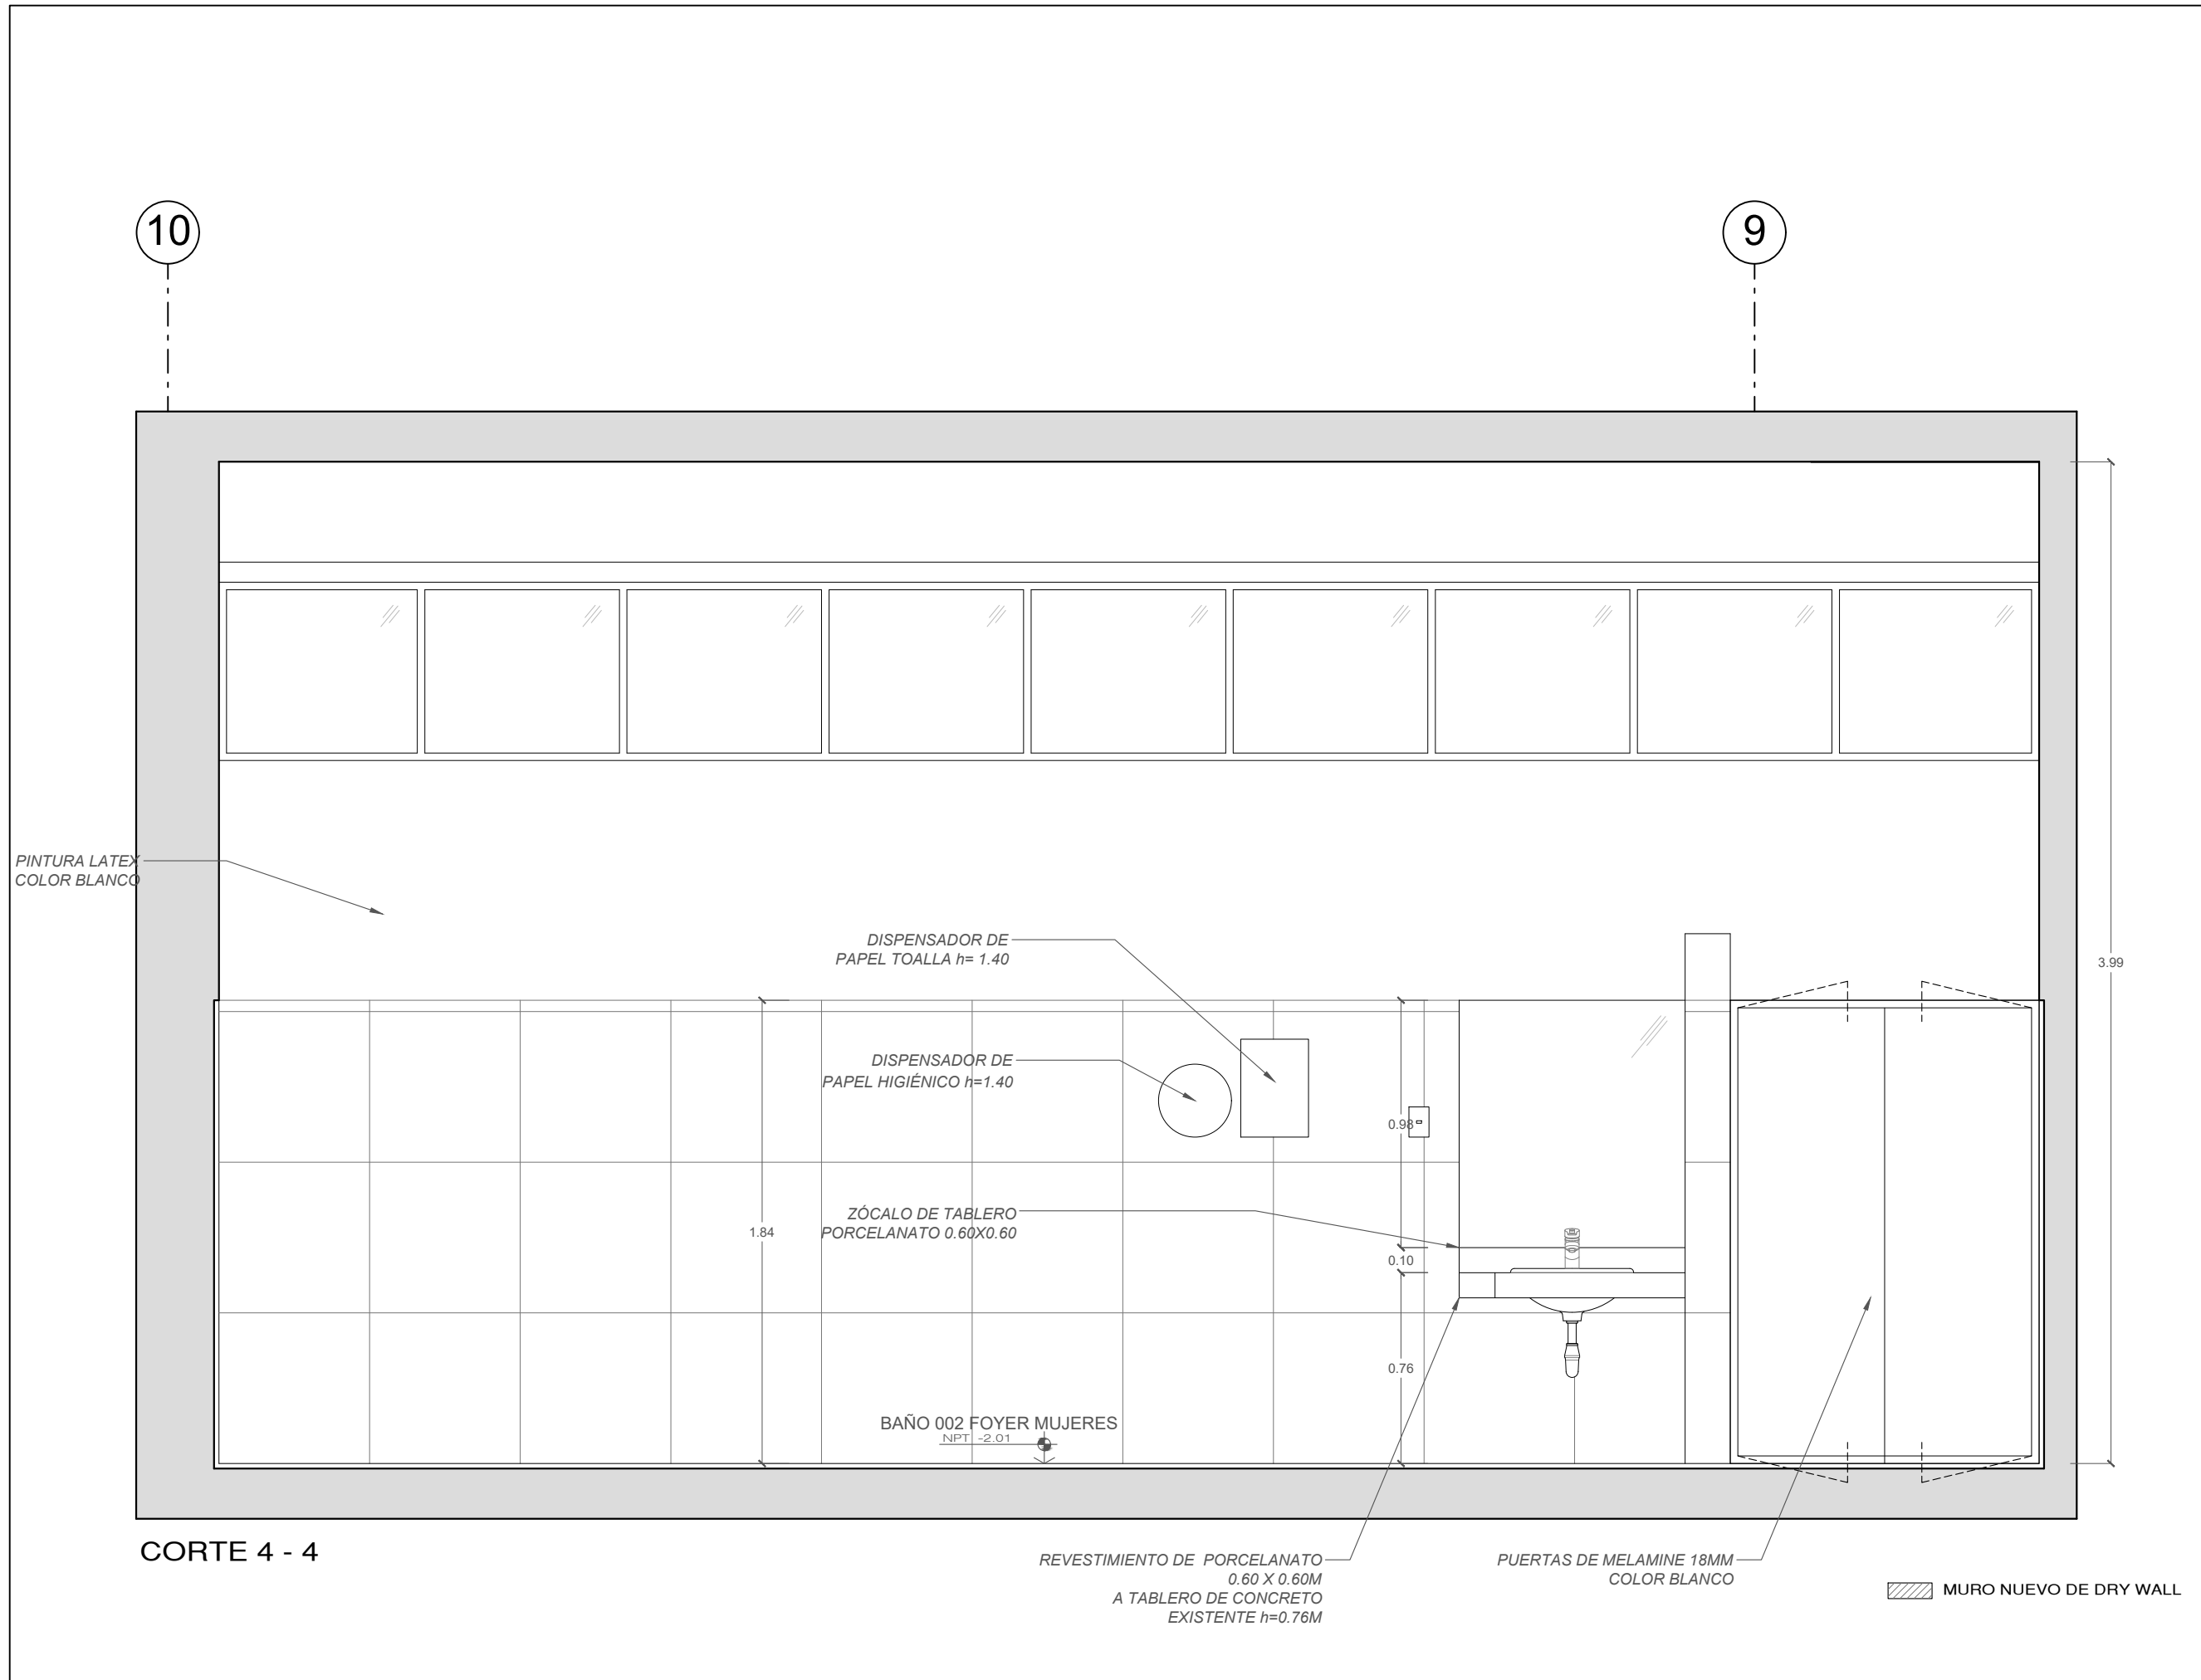 10
9
PINTURA LATEX
COLOR BLANCO
DISPENSADOR DE
PAPEL TOALLA h= 1.40
3.99
DISPENSADOR DE
PAPEL HIGIÉNICO h=1.40
0.98
ZÓCALO DE TABLERO
PORCELANATO 0.60X0.60
1.84
0.10
0.76
BAÑO 002 FOYER MUJERES
NPT -2.01
CORTE 4 - 4
REVESTIMIENTO DE PORCELANATO
0.60 X 0.60M
A TABLERO DE CONCRETO
EXISTENTE h=0.76M
PUERTAS DE MELAMINE 18MM
COLOR BLANCO
MURO NUEVO DE DRY WALL